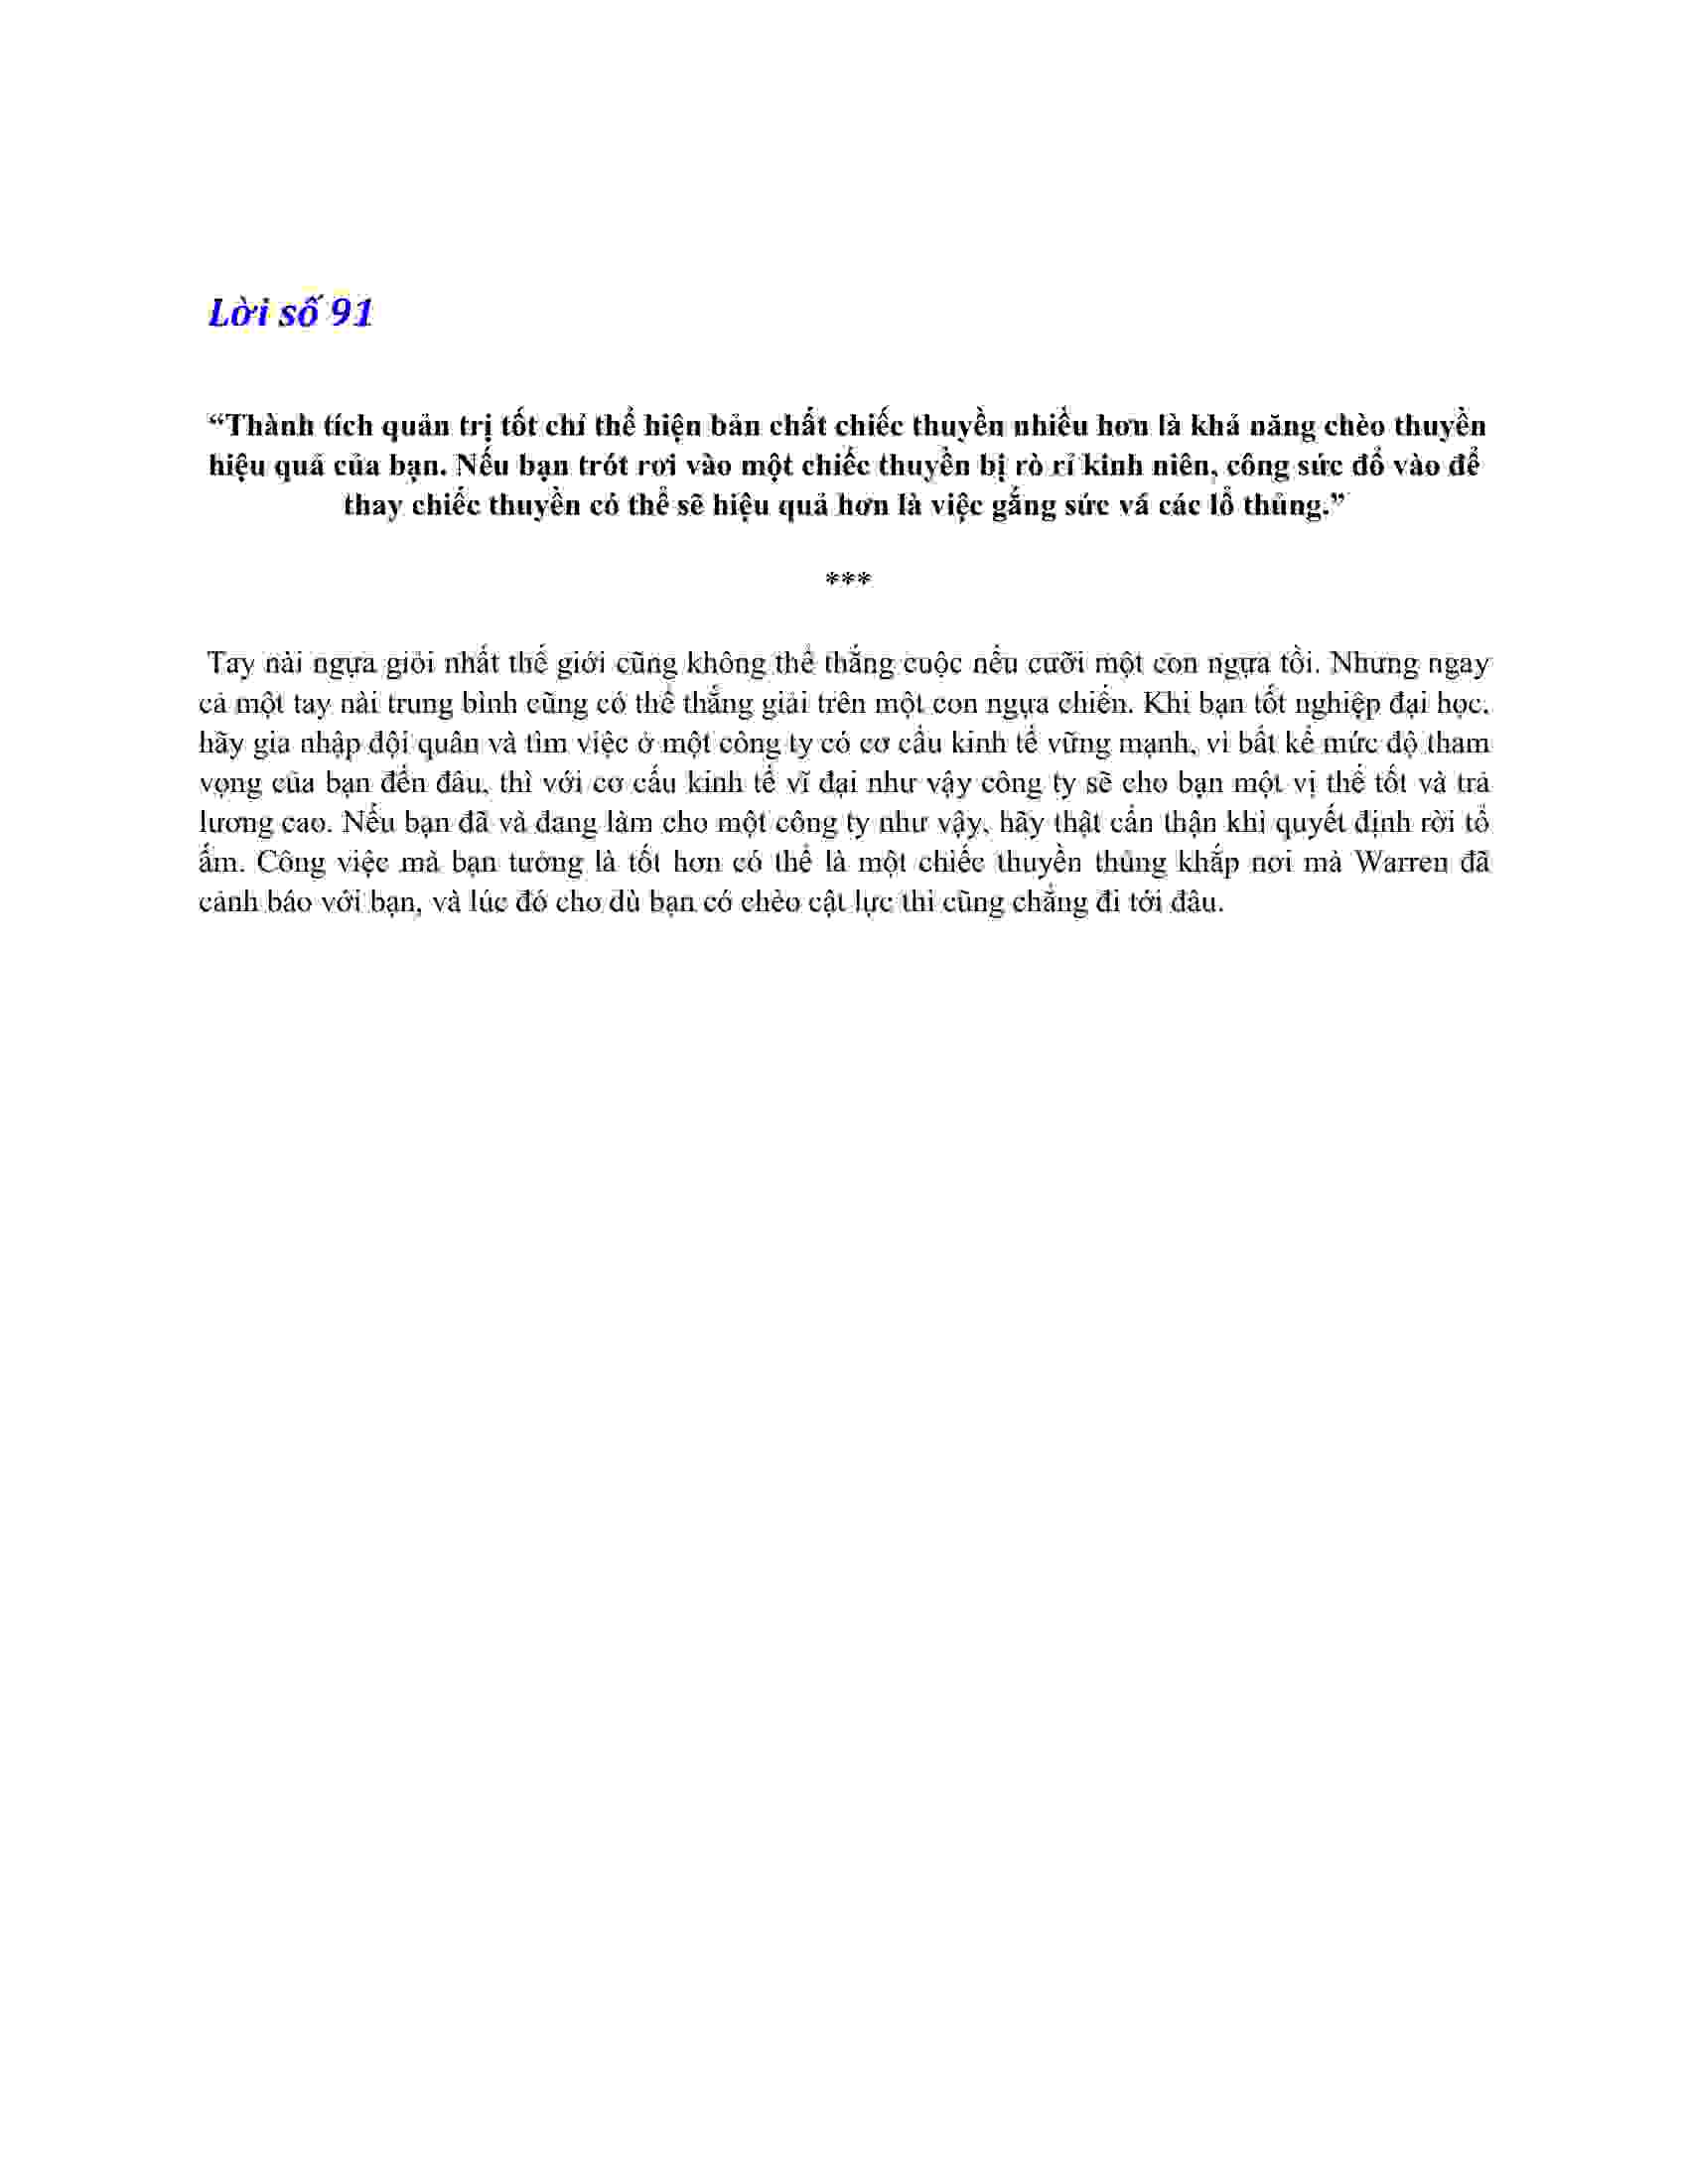 Lời số 91
“Thành tích quản trị tốt chỉ thể hiện bản chất chiếc thuyền nhiều hơn là khả năng chèo thuyền
hiệu quả của bạn. Nếu bạn trót rơi vào một chiếc thuyền bị rò rỉ kinh niên, công sức đổ vào để
thay chiếc thuyền có thể sẽ hiệu quả hơn là việc gắng sức vá các lổ thủng.”
***
Tay nài ngựa giỏi nhất thế giới cũng không thể thắng cuộc nếu cưỡi một con ngựa tồi. Nhưng ngay
cả một tay nài trung bình cũng có thể thắng giải trên một con ngựa chiến. Khi bạn tốt nghiệp đại học,
hãy gia nhập đội quân và tìm việc ở một công ty có cơ cấu kinh tế vững mạnh, vì bất kể mức độ tham
vọng của bạn đến đâu, thì với cơ cấu kinh tế vĩ đại như vậy công ty sẽ cho bạn một vị thế tốt và trả
lương cao. Nếu bạn đã và đang làm cho một công ty như vậy, hãy thật cẩn thận khi quyết định rời tổ
ấm. Công việc mà bạn tưởng là tốt hơn có thể là một chiếc thuyền thủng khắp nơi mà Warren đã
cảnh báo với bạn, và lúc đó cho dù bạn có chèo cật lực thì cũng chẳng đi tới đâu.